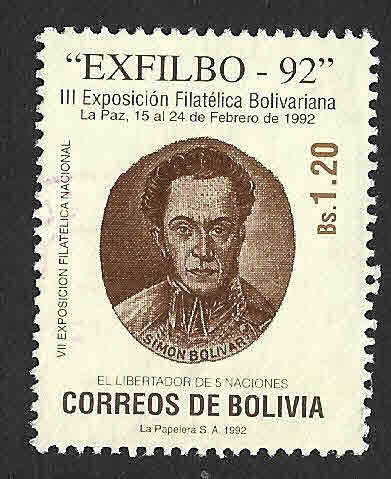 "EXFILBO - 92"
III Exposición Filatélica Bolivariana
La Paz, 15 al 24 de Febrero de 1992
Bs. 1.20
VII EXPOSICION FILATELICA NACIONAL
SIMON BOLIVAR
EL LIBERTADOR DE 5 NACIONES
CORREOS DE BOLIVIA
La Papelera S. A. 1992